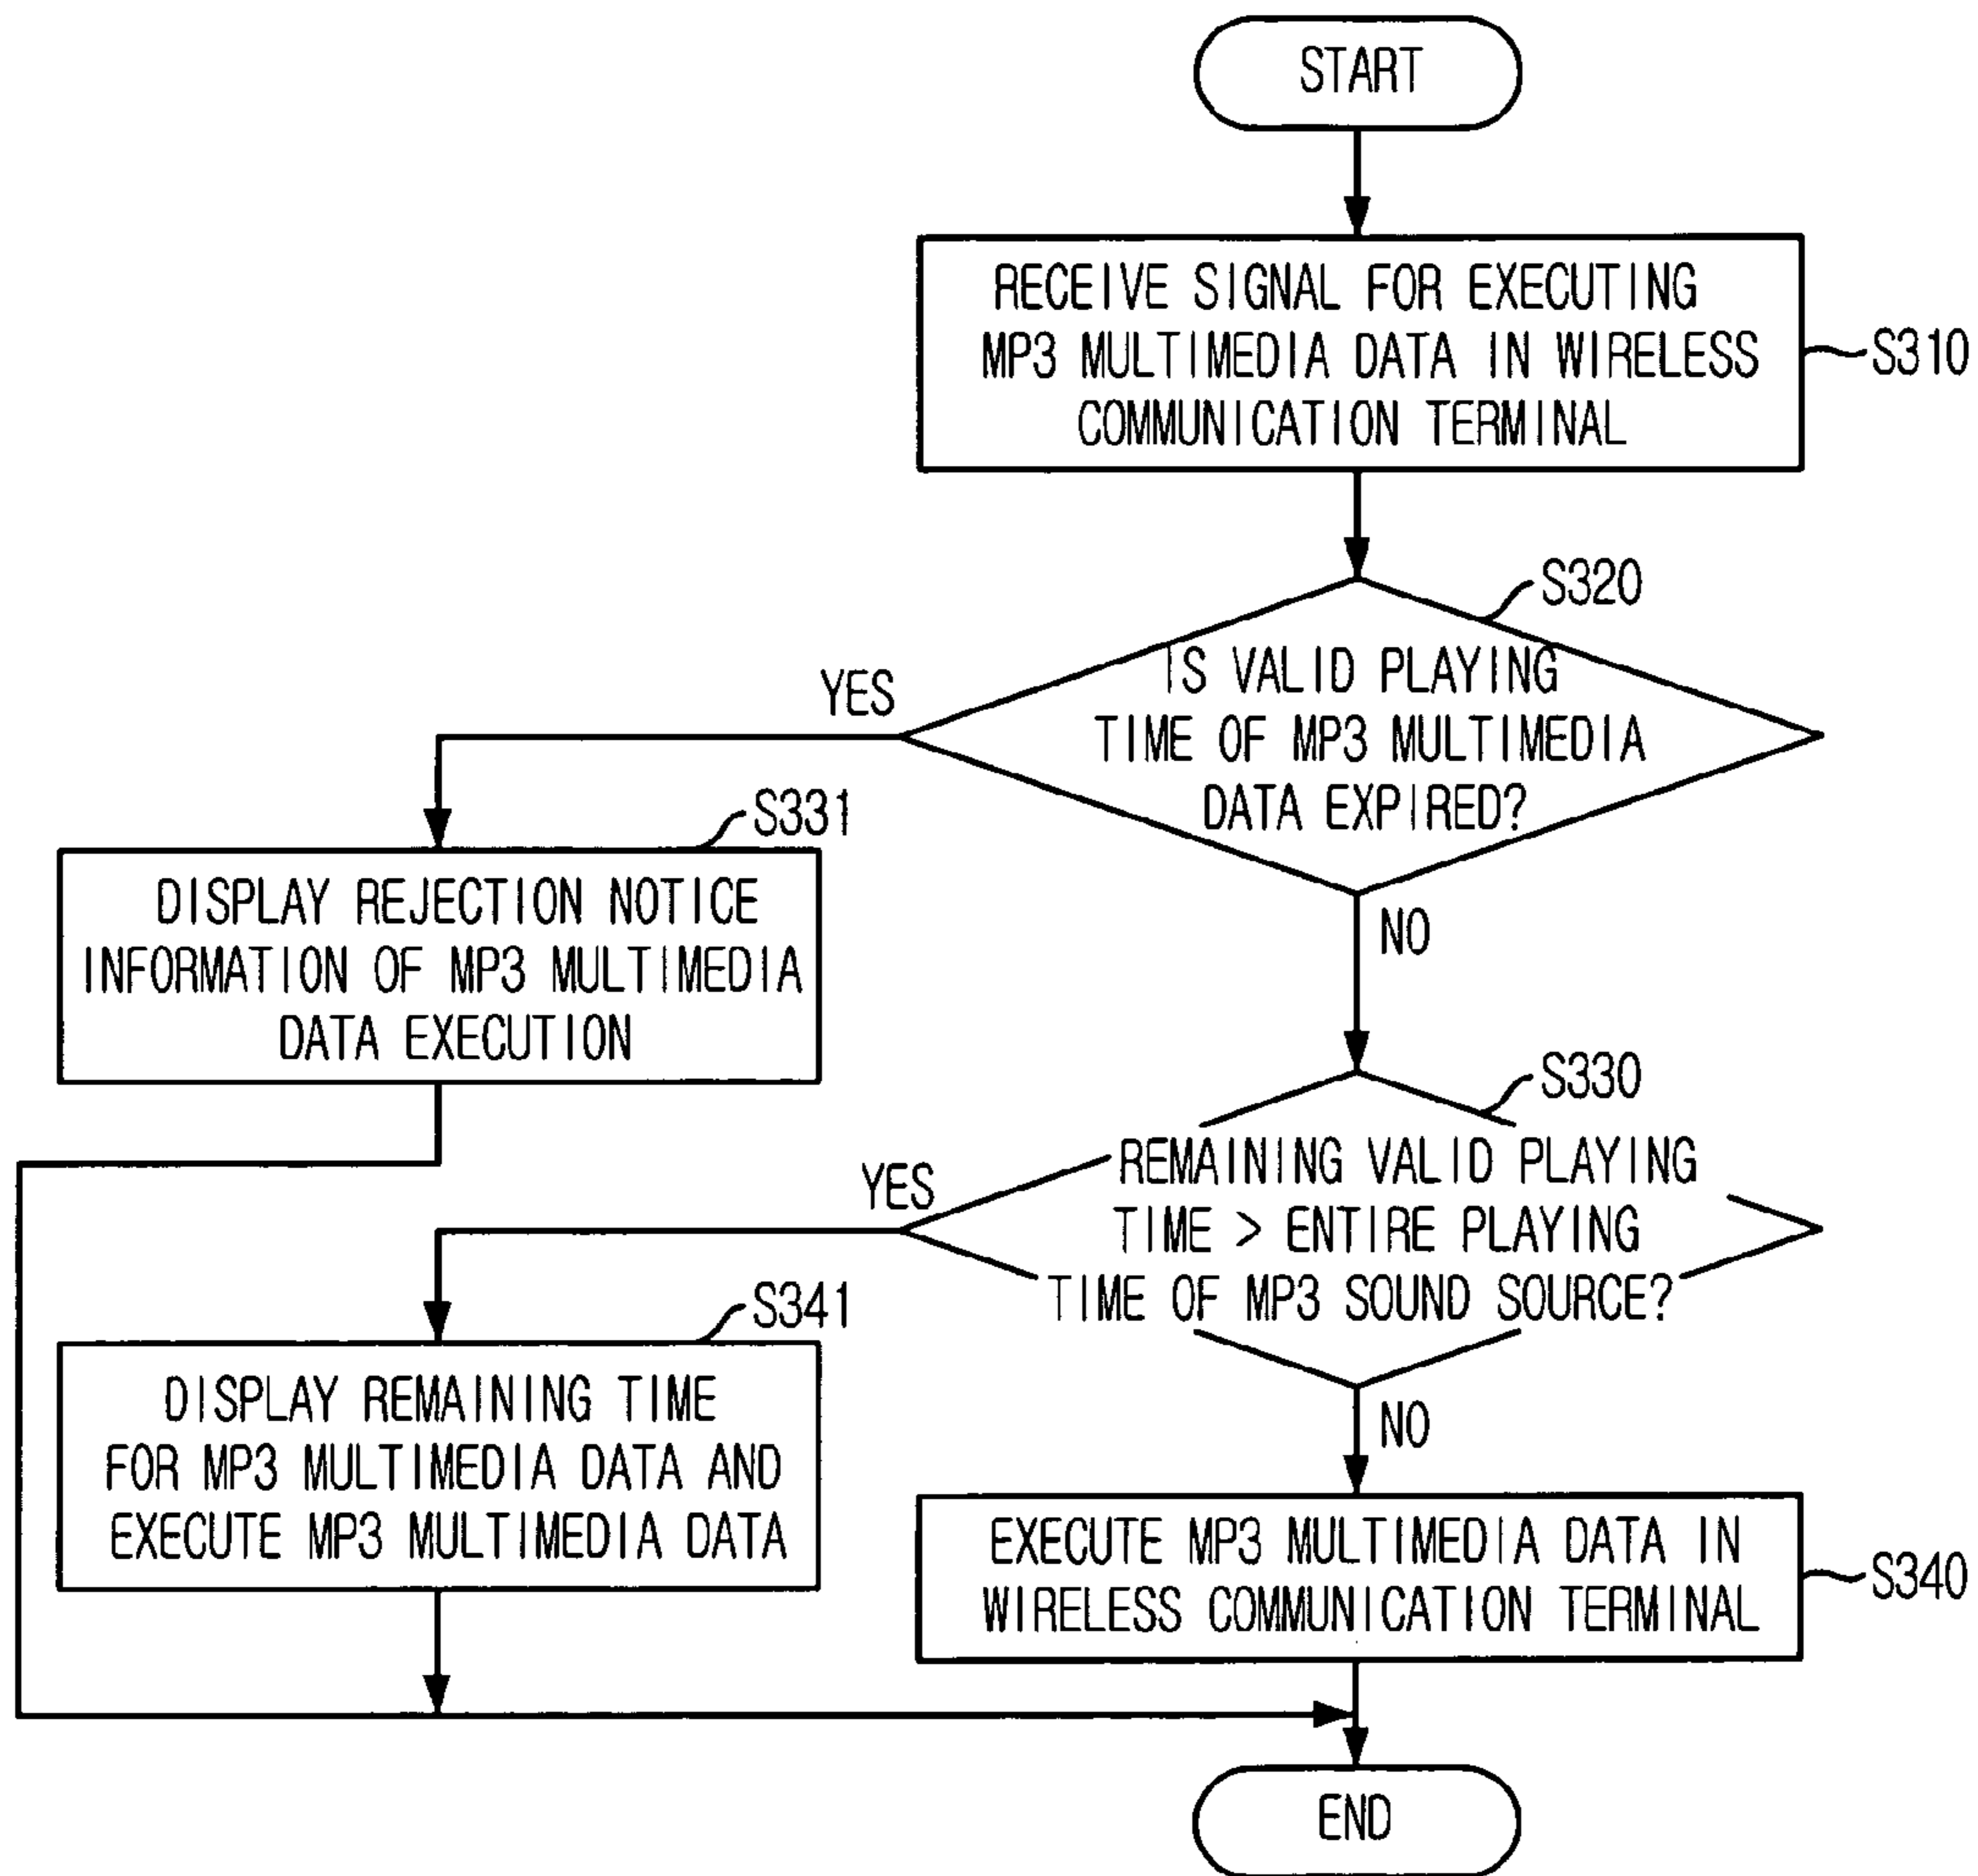 START
RECEIVE SIGNAL FOR EXECUTING
MP3 MULTIMEDIA DATA IN WIRELESS
COMMUNICATION TERMINAL
S310
S320
IS VALID PLAYING
TIME OF MP3 MULTIMEDIA
DATA EXPIRED?
YES
NO
S331
DISPLAY REJECTION NOTICE
INFORMATION OF MP3 MULTIMEDIA
DATA EXECUTION
S330
REMAINING VALID PLAYING
TIME > ENTIRE PLAYING
TIME OF MP3 SOUND SOURCE?
YES
NO
S341
DISPLAY REMAINING TIME
FOR MP3 MULTIMEDIA DATA AND
EXECUTE MP3 MULTIMEDIA DATA
EXECUTE MP3 MULTIMEDIA DATA IN
WIRELESS COMMUNICATION TERMINAL
S340
END